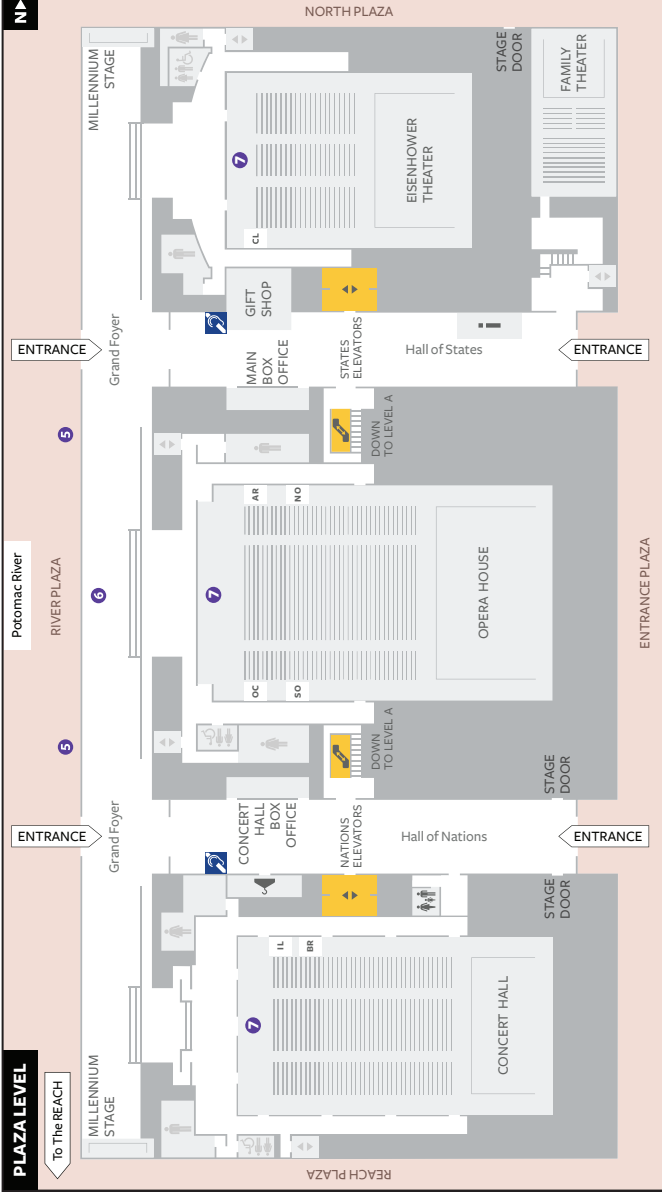 N
NORTH PLAZA
MILLENNIUM
STAGE
STAGE
DOOR
FAMILY
THEATER
7
EISENHOWER
THEATER
CL
GIFT
SHOP
ENTRANCE
Grand Foyer
MAIN
BOX
OFFICE
STATES
ELEVATORS
Hall of States
i
ENTRANCE
5
DOWN
TO LEVEL A
AR
NO
Potomac River
RIVER PLAZA
6
7
OPERA HOUSE
ENTRANCE PLAZA
OC
SO
5
DOWN
TO LEVEL A
STAGE
DOOR
ENTRANCE
Grand Foyer
CONCERT
HALL
BOX
OFFICE
NATIONS
ELEVATORS
Hall of Nations
ENTRANCE
STAGE
DOOR
IL
BR
7
CONCERT HALL
PLAZA LEVEL
To The REACH
MILLENNIUM
STAGE
REACH PLAZA